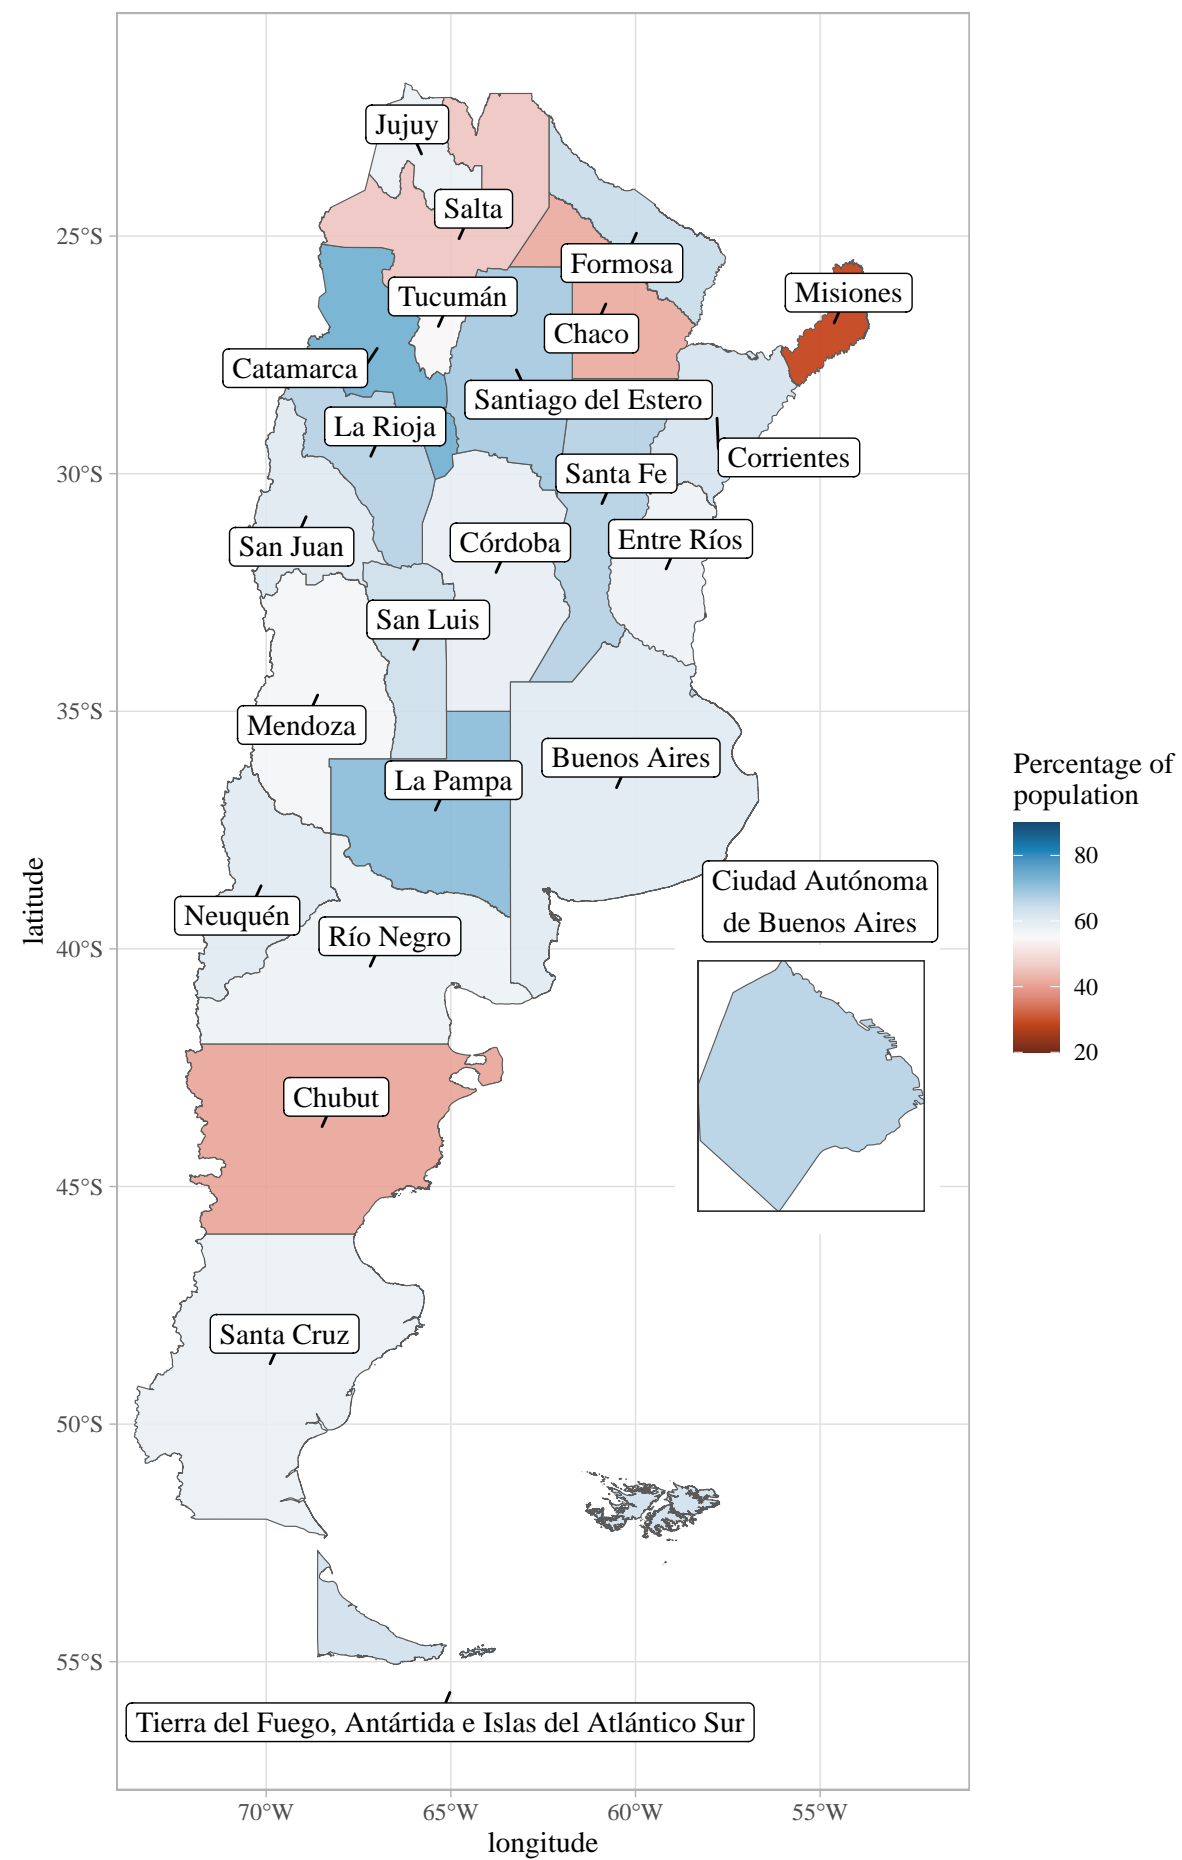 Jujuy
Salta
25°S
Formosa
Misiones
Tucumán
Chaco
Catamarca
Santiago del Estero
La Rioja
Corrientes
30°S
Santa Fe
San Juan
Córdoba
Entre Ríos
San Luis
35°S
Mendoza
Buenos Aires
La Pampa
Percentage of
population
80
60
40
20
Ciudad Autónoma
de Buenos Aires
latitude
Neuquén
Río Negro
40°S
Chubut
45°S
Santa Cruz
50°S
55°S
Tierra del Fuego, Antártida e Islas del Atlántico Sur
70°W
65°W
60°W
55°W
longitude